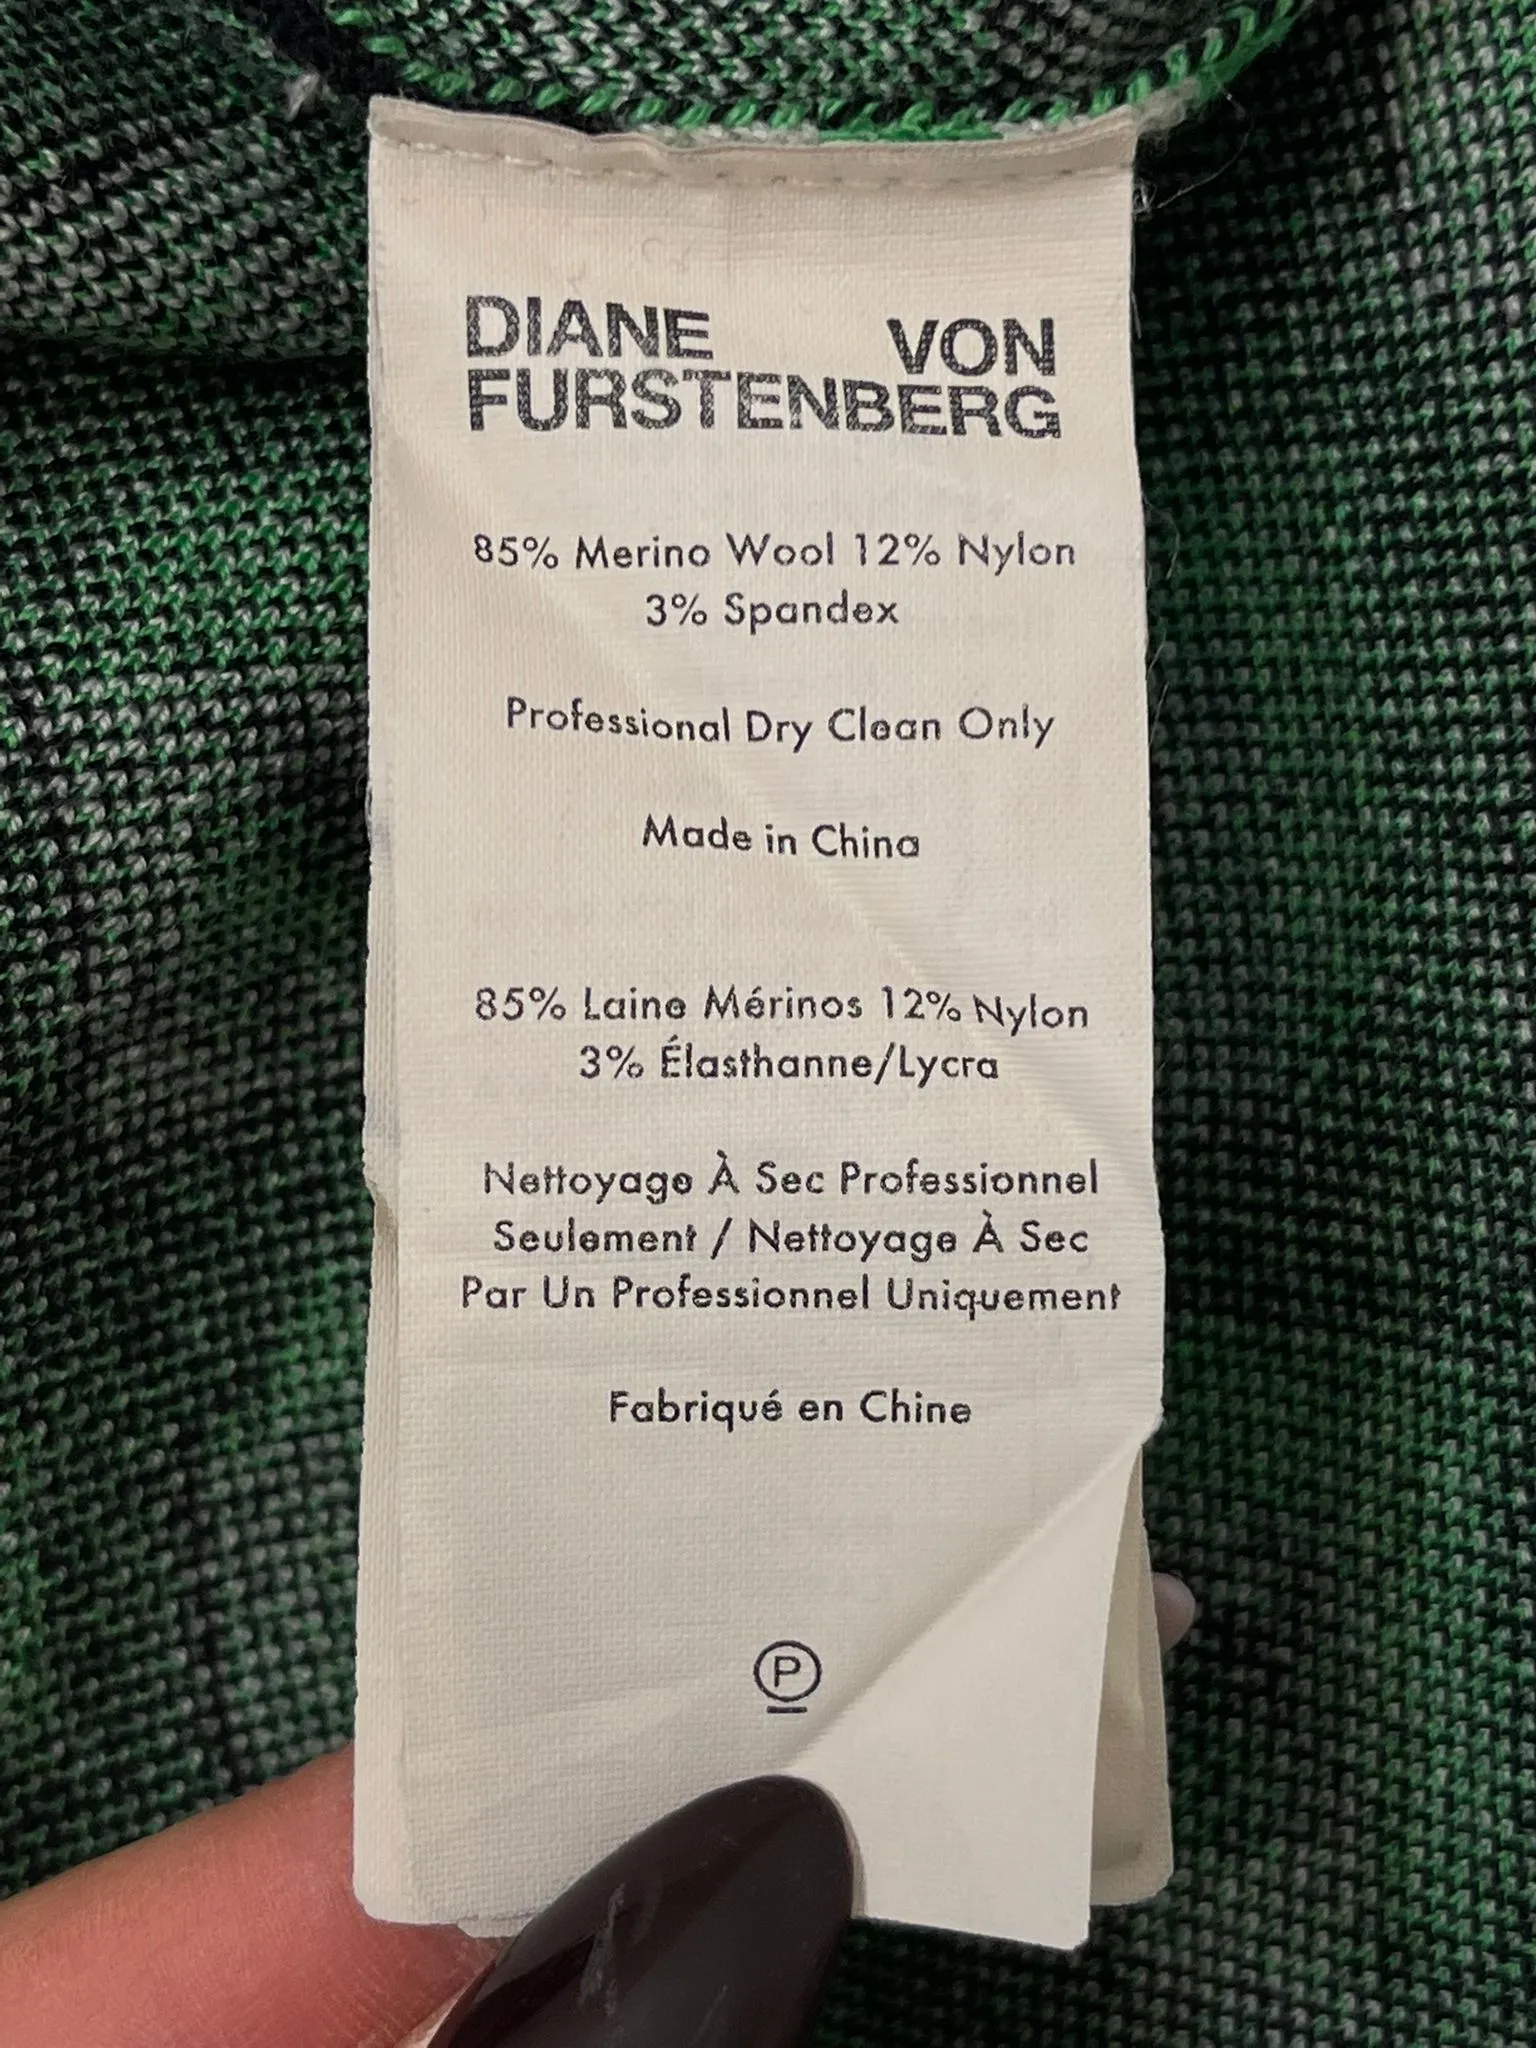 DIANE VON
FURSTENBERG
85% Merino Wool 12% Nylon
3% Spandex
Professional Dry Clean Only
Made in China
85% Laine Mérinos 12% Nylon
3% Élasthanne/Lycra
Nettoyage À Sec Professionnel
Seulement / Nettoyage À Sec
Par Un Professionnel Uniquement
Fabriqué en Chine
P